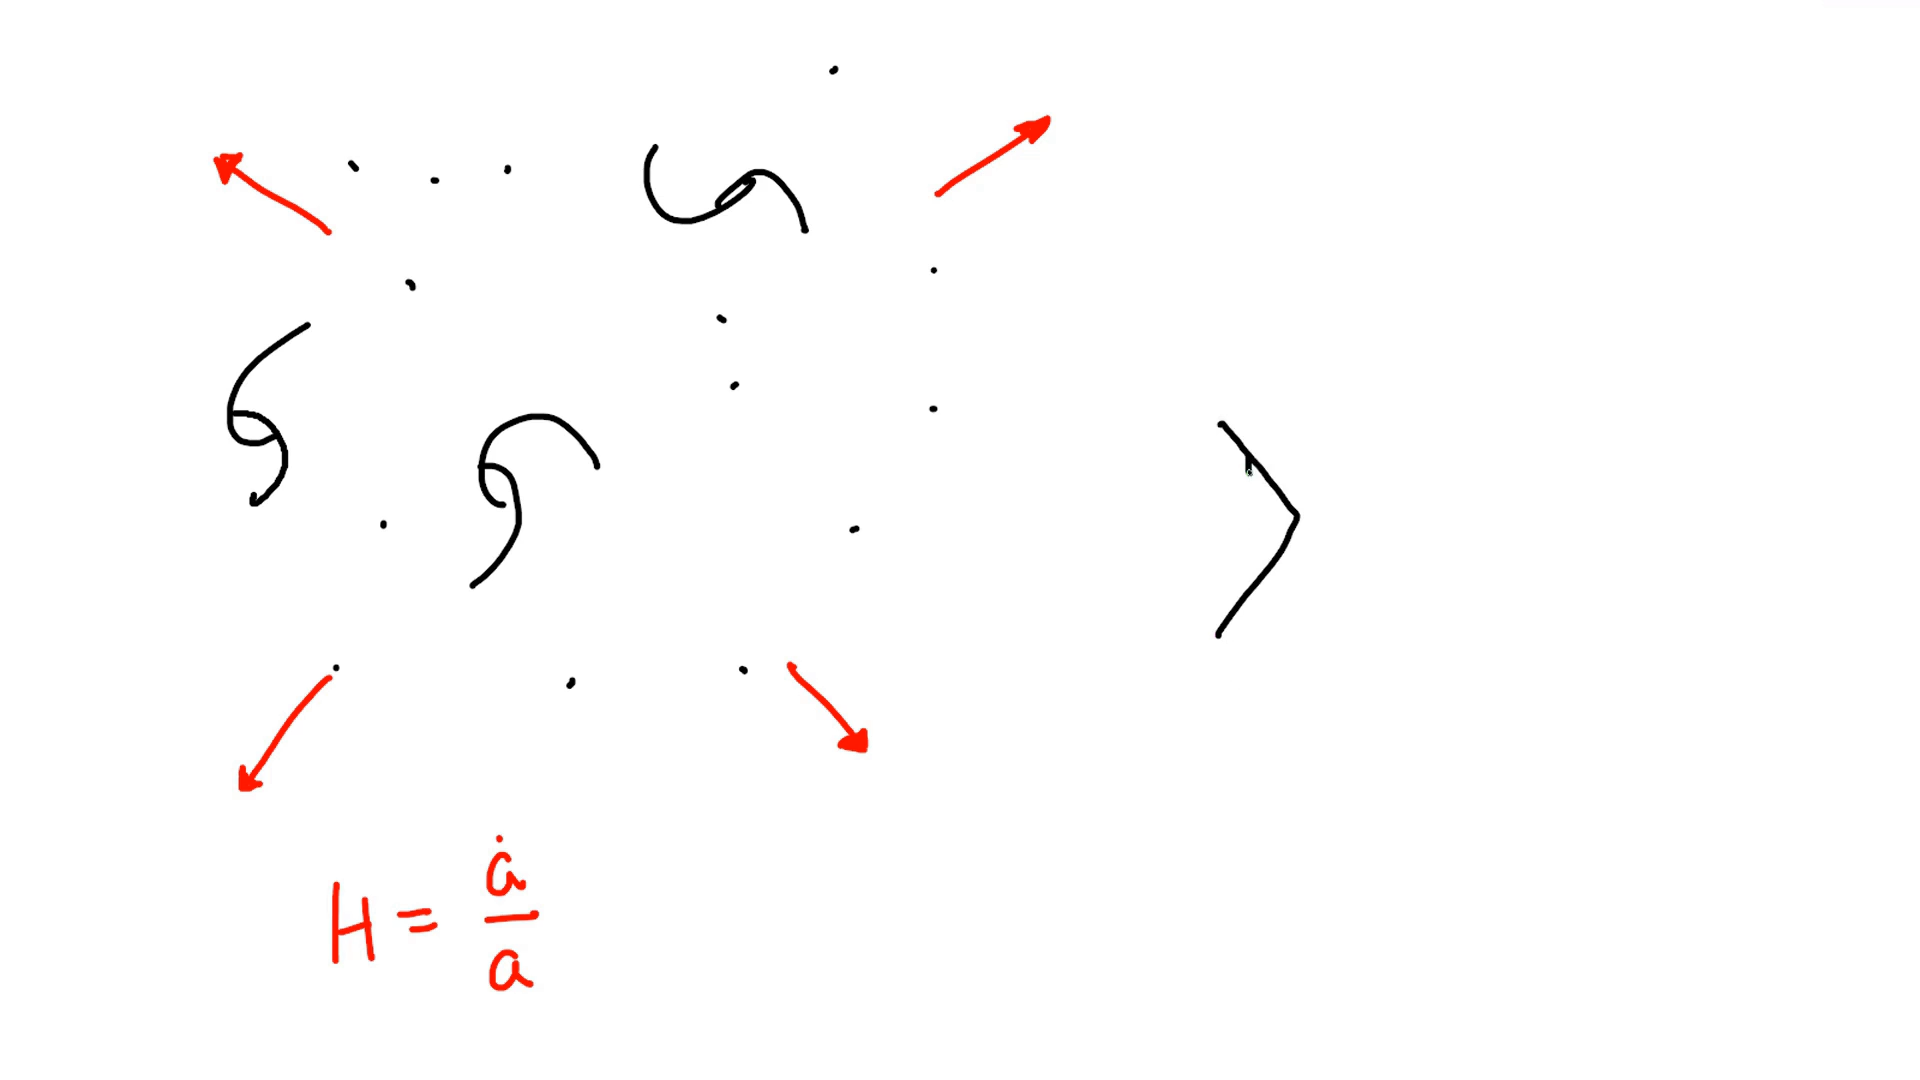 H = ȧ/a